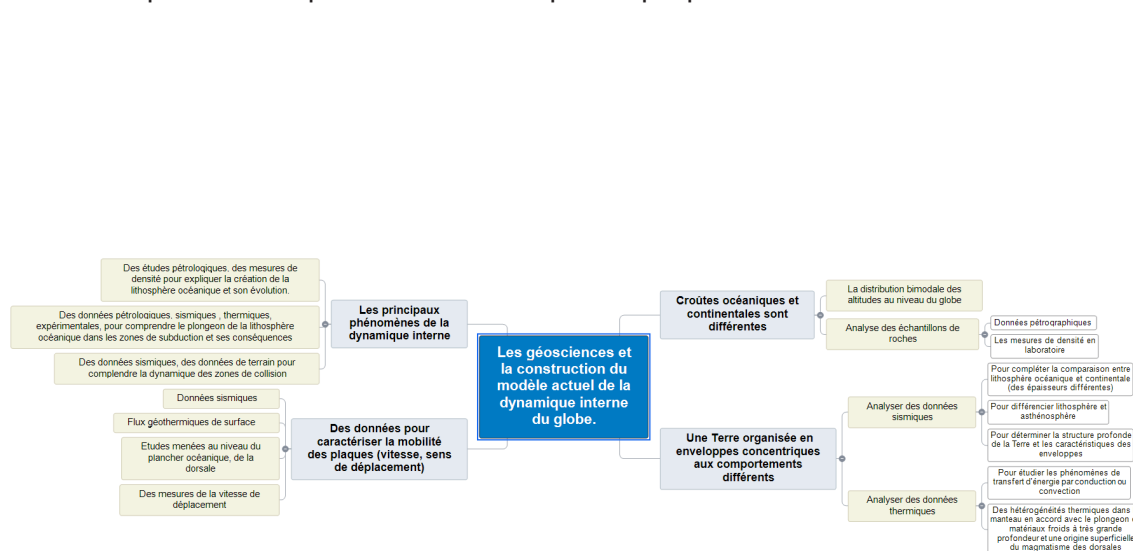 Des études pétrologiques, des mesures de
densité pour expliquer la création de la
lithosphère océanique et son évolution.
Des données pétrologiques, sismiques , thermiques,
expérimentales, pour comprendre le plongeon de la lithosphère
océanique dans les zones de subduction et ses conséquences
Des données sismiques, des données de terrain pour
complendre la dynamique des zones de collision
Les principaux
phénomènes de la
dynamique interne
Données sismiques
Flux géothermiques de surface
Etudes menées au niveau du
plancher océanique, de la
dorsale
Des mesures de la vitesse de
déplacement
Des données pour
caractériser la mobilité
des plaques (vitesse, sens
de déplacement)
Les géosciences et
la construction du
modèle actuel de la
dynamique interne
du globe.
Croûtes océaniques et
continentales sont
différentes
La distribution bimodale des
altitudes au niveau du globe
Analyse des échantillons de
roches
Données pétrographiques
Les mesures de densité en
laboratoire
Une Terre organisée en
enveloppes concentriques
aux comportements
différents
Analyser des données
sismiques
Pour compléter la comparaison entre
lithosphère océanique et continentale
(des épaisseurs différentes)
Pour différencier lithosphère et
asthénosphère
Pour déterminer la structure profonde
de la Terre et les caractéristiques des
enveloppes
Analyser des données
thermiques
Pour étudier les phénomènes de
transfert d'énergie par conduction ou
convection
Des hétérogénéités thermiques dans
manteau en accord avec le plongeon
matériaux froids à très grande
profondeur et une origine superficielle
du magmatisme des dorsales